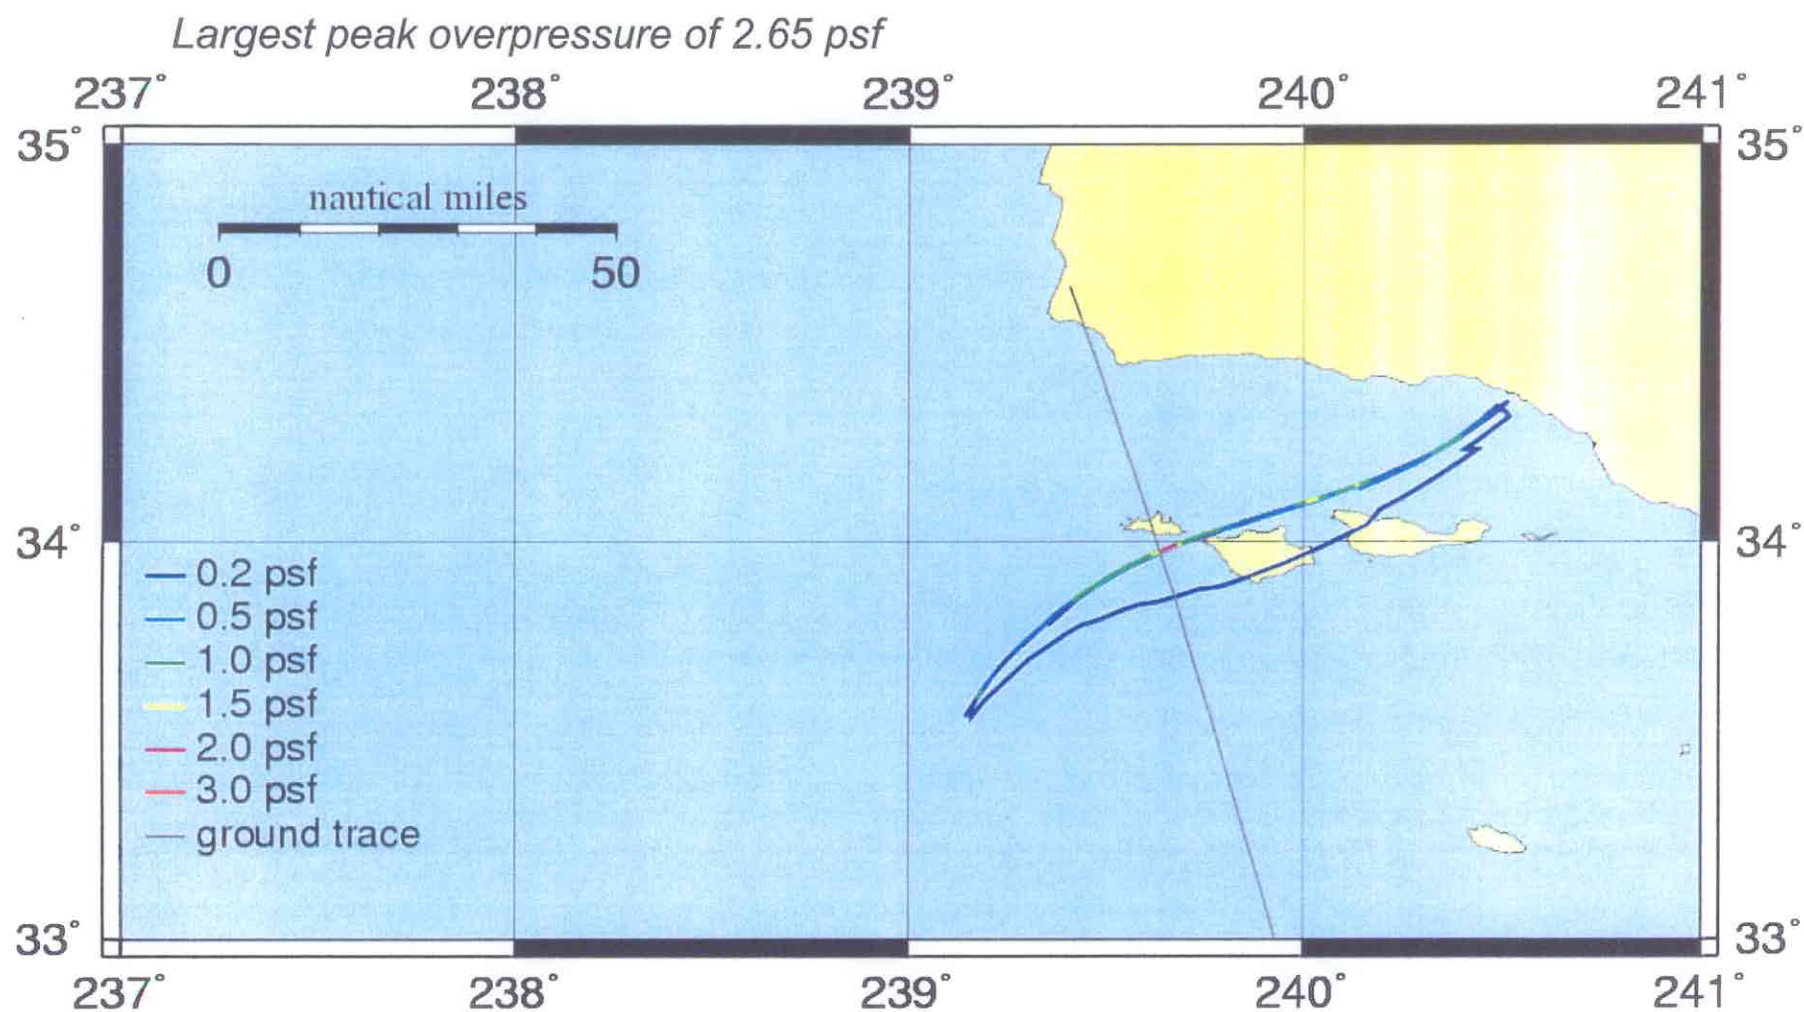 Largest peak overpressure of 2.65 psf
237° 238° 239° 240° 241°
35° 35°
nautical miles
0 50
34° 34°
0.2 psf
0.5 psf
1.0 psf
1.5 psf
2.0 psf
3.0 psf
ground trace
33° 33°
237° 238° 239° 240° 241°